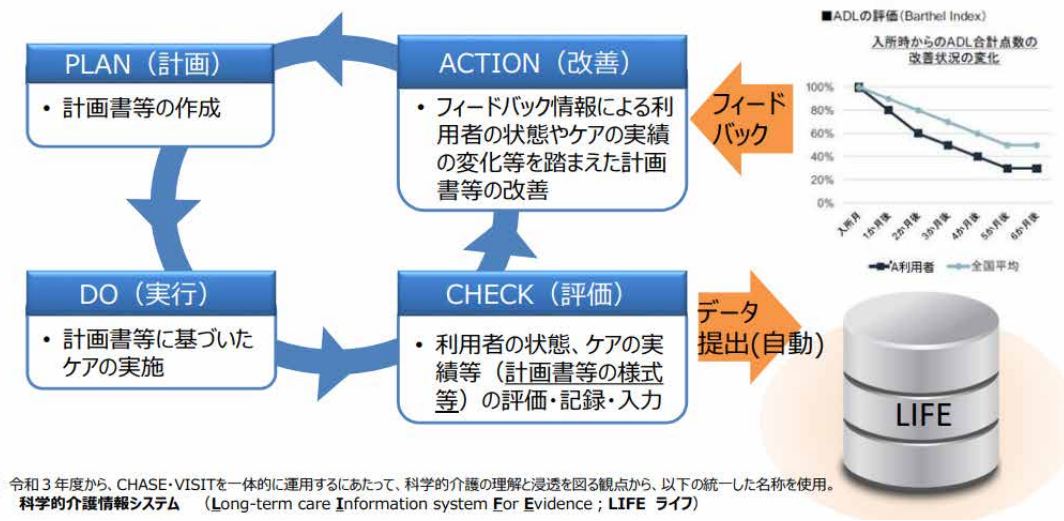 PLAN（計画）
・計画書等の作成
ACTION（改善）
・フィードバック情報による利
用者の状態やケアの実績
の変化等を踏まえた計画
書等の改善
フィード
バック
■ADLの評価(Barthel Index)
入所時からのADL合計点数の
改善状況の変化
100%
80%
60%
40%
20%
0%
入所月
1か月後
2か月後
3か月後
4か月後
5か月後
6か月後
A利用者
全国平均
DO（実行）
・計画書等に基づいた
ケアの実施
CHECK（評価）
・利用者の状態、ケアの実
績等（計画書等の様式
等）の評価・記録・入力
データ
提出(自動)
LIFE
令和３年度から、CHASE・VISITを一体的に運用するにあたって、科学的介護の理解と浸透を図る観点から、以下の統一した名称を使用。
科学的介護情報システム （Long-term care Information system For Evidence；LIFE ライフ）